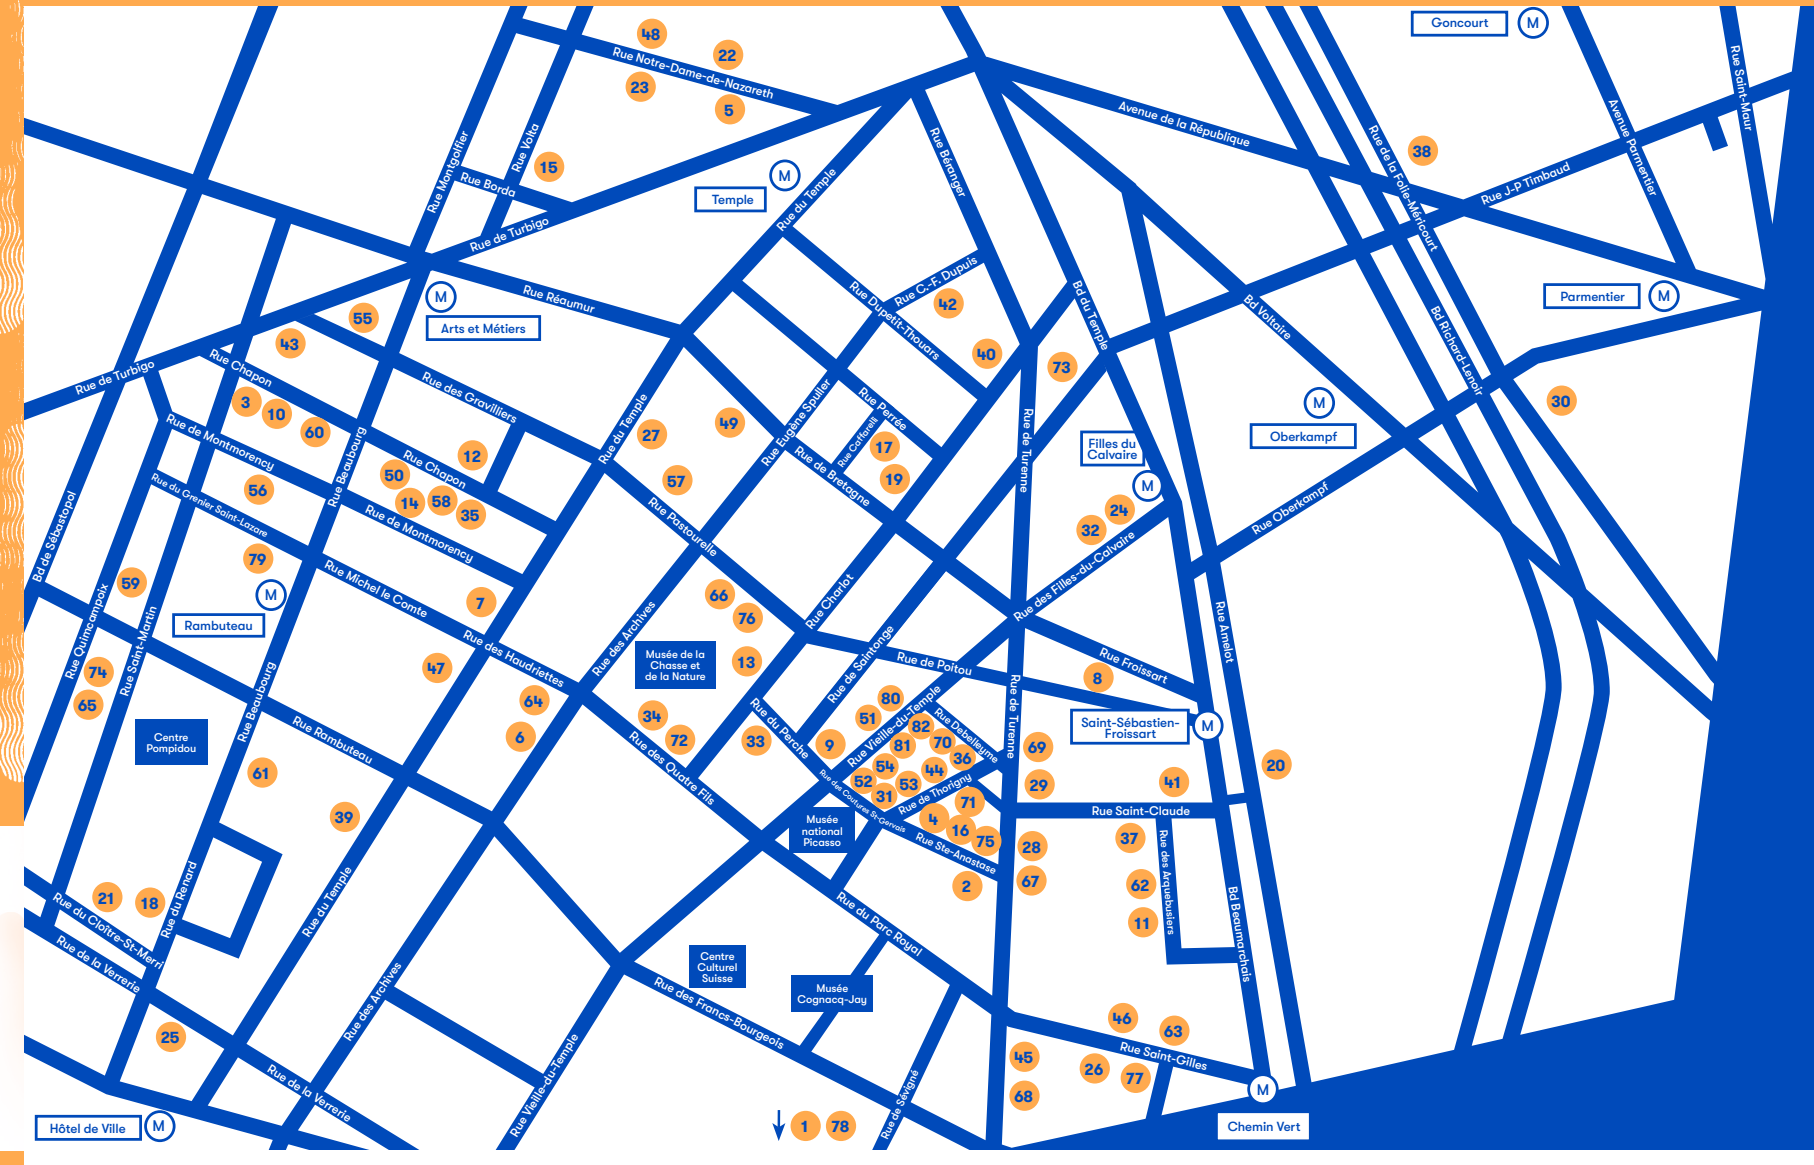 Goncourt
M
48
Rue Notre-Dame-de-Nazareth
22
23
5
Rue Montgolfier
Rue Volta
15
Rue Borda
Rue de Turbigo
Temple
M
Rue du Temple
Rue Béranger
Avenue de la République
Rue de la Folie-Méricourt
38
Rue J-P Timbaud
Avenue Parmentier
Rue Saint-Maur
Parmentier
M
Arts et Métiers
M
Rue Réaumur
55
43
Rue de Turbigo
Rue Chapon
3
10
60
Rue des Gravilliers
Rue de Montmorency
Rue du Grenier Saint-Lazare
56
Rue Beaubourg
12
Rue Chapon
50
14
58
35
Rue de Montmorency
Rue du Temple
27
49
57
Rue C.-F. Dupuis
42
Rue Dupetit-Thouars
40
Rue Eugène Spuller
Rue Perrée
Rue Caffarelli
17
19
Rue de Bretagne
Bd du Temple
73
Rue de Turenne
Bd Voltaire
Bd Richard-Lenoir
30
Oberkampf
M
Filles du
Calvaire
M
24
32
Rue Oberkampf
Rue des Filles-du-Calvaire
Bd de Sébastopol
79
Rambuteau
M
59
Rue Quincampoix
Rue Saint-Martin
74
65
Rue Michel le Comte
7
47
Rue des Haudriettes
Rue Pastourelle
66
76
Rue des Archives
Musée de la
Chasse et
de la Nature
13
Rue Charlot
Rue de Saintonge
Rue de Poitou
Rue Froissart
8
Rue Amelot
Saint-Sébastien-
Froissart
M
64
6
34
72
33
Rue du Perche
9
80
51
Rue Vieille-du-Temple
82
Rue Debelleyme
81
70
36
54
44
52
53
31
Rue des Coutures St-Gervais
Rue de Thorigny
71
4
16
75
Rue Ste-Anastase
2
Rue de Turenne
69
29
28
67
20
41
Rue Saint-Claude
37
62
11
Rue des Arquebusiers
Bd Beaumarchais
Centre
Pompidou
Rue Beaubourg
61
Rue Rambuteau
39
Rue des Quatre Fils
Musée
national
Picasso
Rue du Parc Royal
21
18
Rue du Renard
Rue du Cloître-St-Merri
Rue de la Verrerie
Rue du Temple
25
Rue des Archives
Rue de la Verrerie
Hôtel de Ville
M
Centre
Culturel
Suisse
Musée
Cognacq-Jay
Rue des Francs-Bourgeois
Rue Vieille-du-Temple
Rue de Sévigné
1
78
46
63
Rue Saint-Gilles
45
26
77
68
M
Chemin Vert